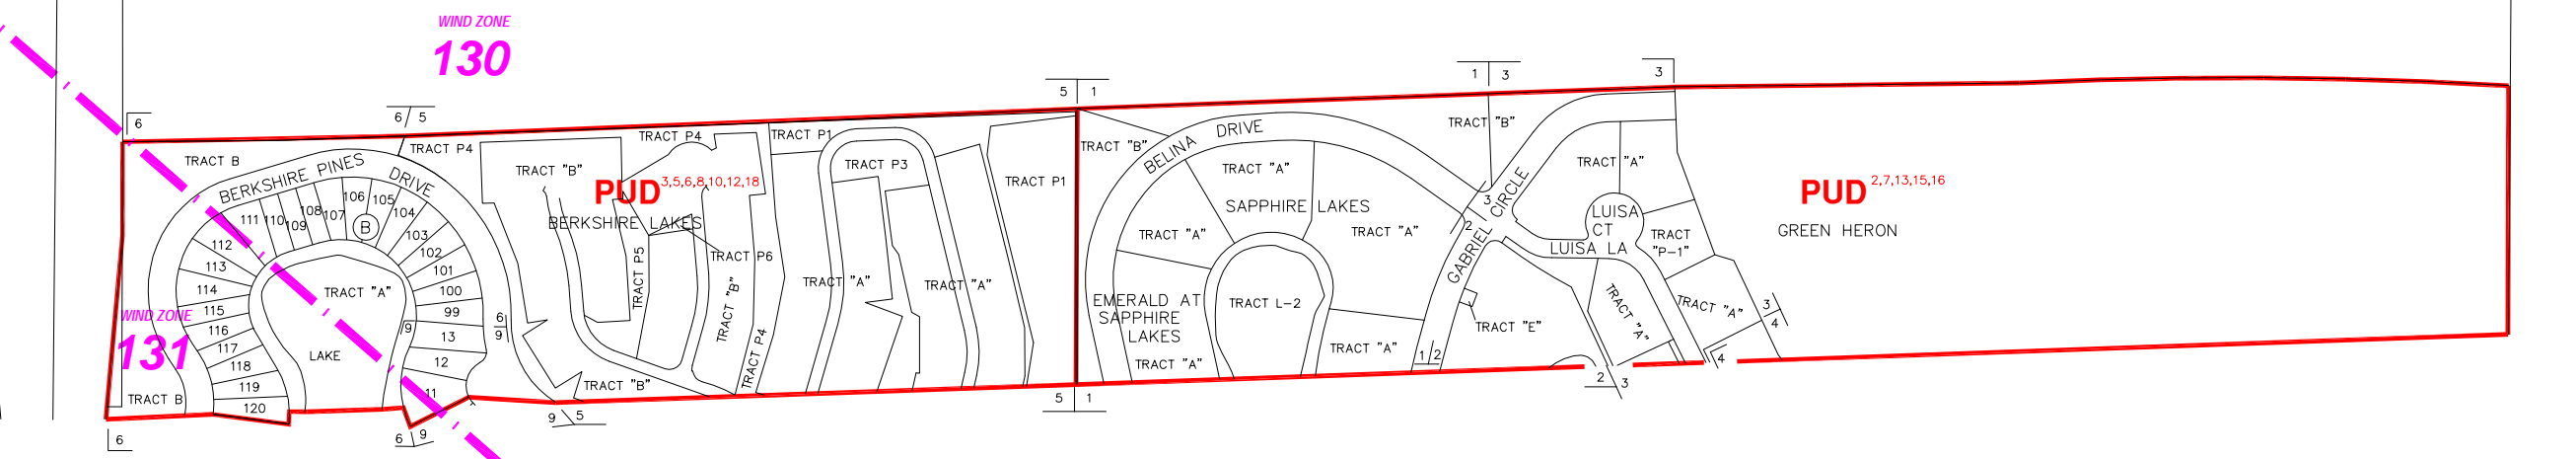 WIND ZONE
130
6
6/ 5
5 1
1 3
3
TRACT B
BERKSHIRE PINES DRIVE
TRACT P4
TRACT "B"
TRACT P4
TRACT P1
TRACT P3
TRACT P1
TRACT "B"
BELINA DRIVE
TRACT "A"
TRACT "B"
TRACT "A"
PUD 3,5,6,8,10,12,18
BERKSHIRE LAKES
PUD 2,7,13,15,16
GREEN HERON
111
110
109
108
107
106
105
104
103
102
101
100
99
13
12
11
B
112
113
114
115
116
117
118
119
120
TRACT "A"
LAKE
9
6
9
WIND ZONE
131
TRACT B
TRACT P5
TRACT P6
TRACT "B"
TRACT P4
TRACT "B"
TRACT "A"
TRACT "A"
TRACT "A"
SAPPHIRE LAKES
TRACT "A"
EMERALD AT
SAPPHIRE
LAKES
TRACT "A"
TRACT L-2
TRACT "A"
GABRIEL CIRCLE
3
2
LUISA
CT
LUISA LA
TRACT
"P-1"
TRACT "A"
TRACT "A"
TRACT "E"
1/2
3
4
4
2
3
6
6 9
9 5
5 1